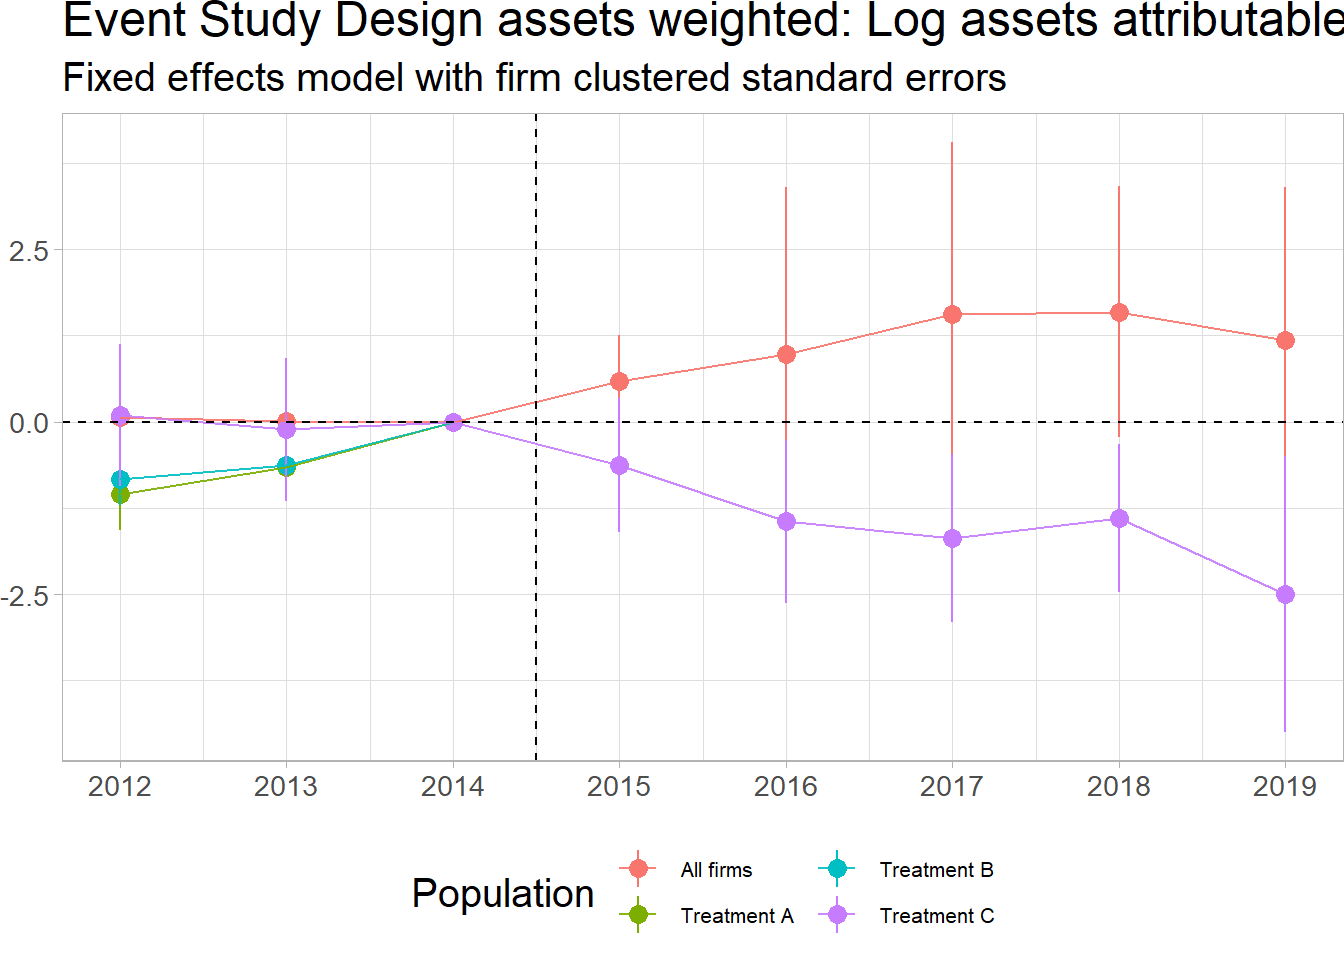 Event Study Design assets weighted: Log assets attributable
Fixed effects model with firm clustered standard errors
2.5
0.0
-2.5
2012 2013 2014 2015 2016 2017 2018 2019
Population
All firms Treatment B
Treatment A Treatment C